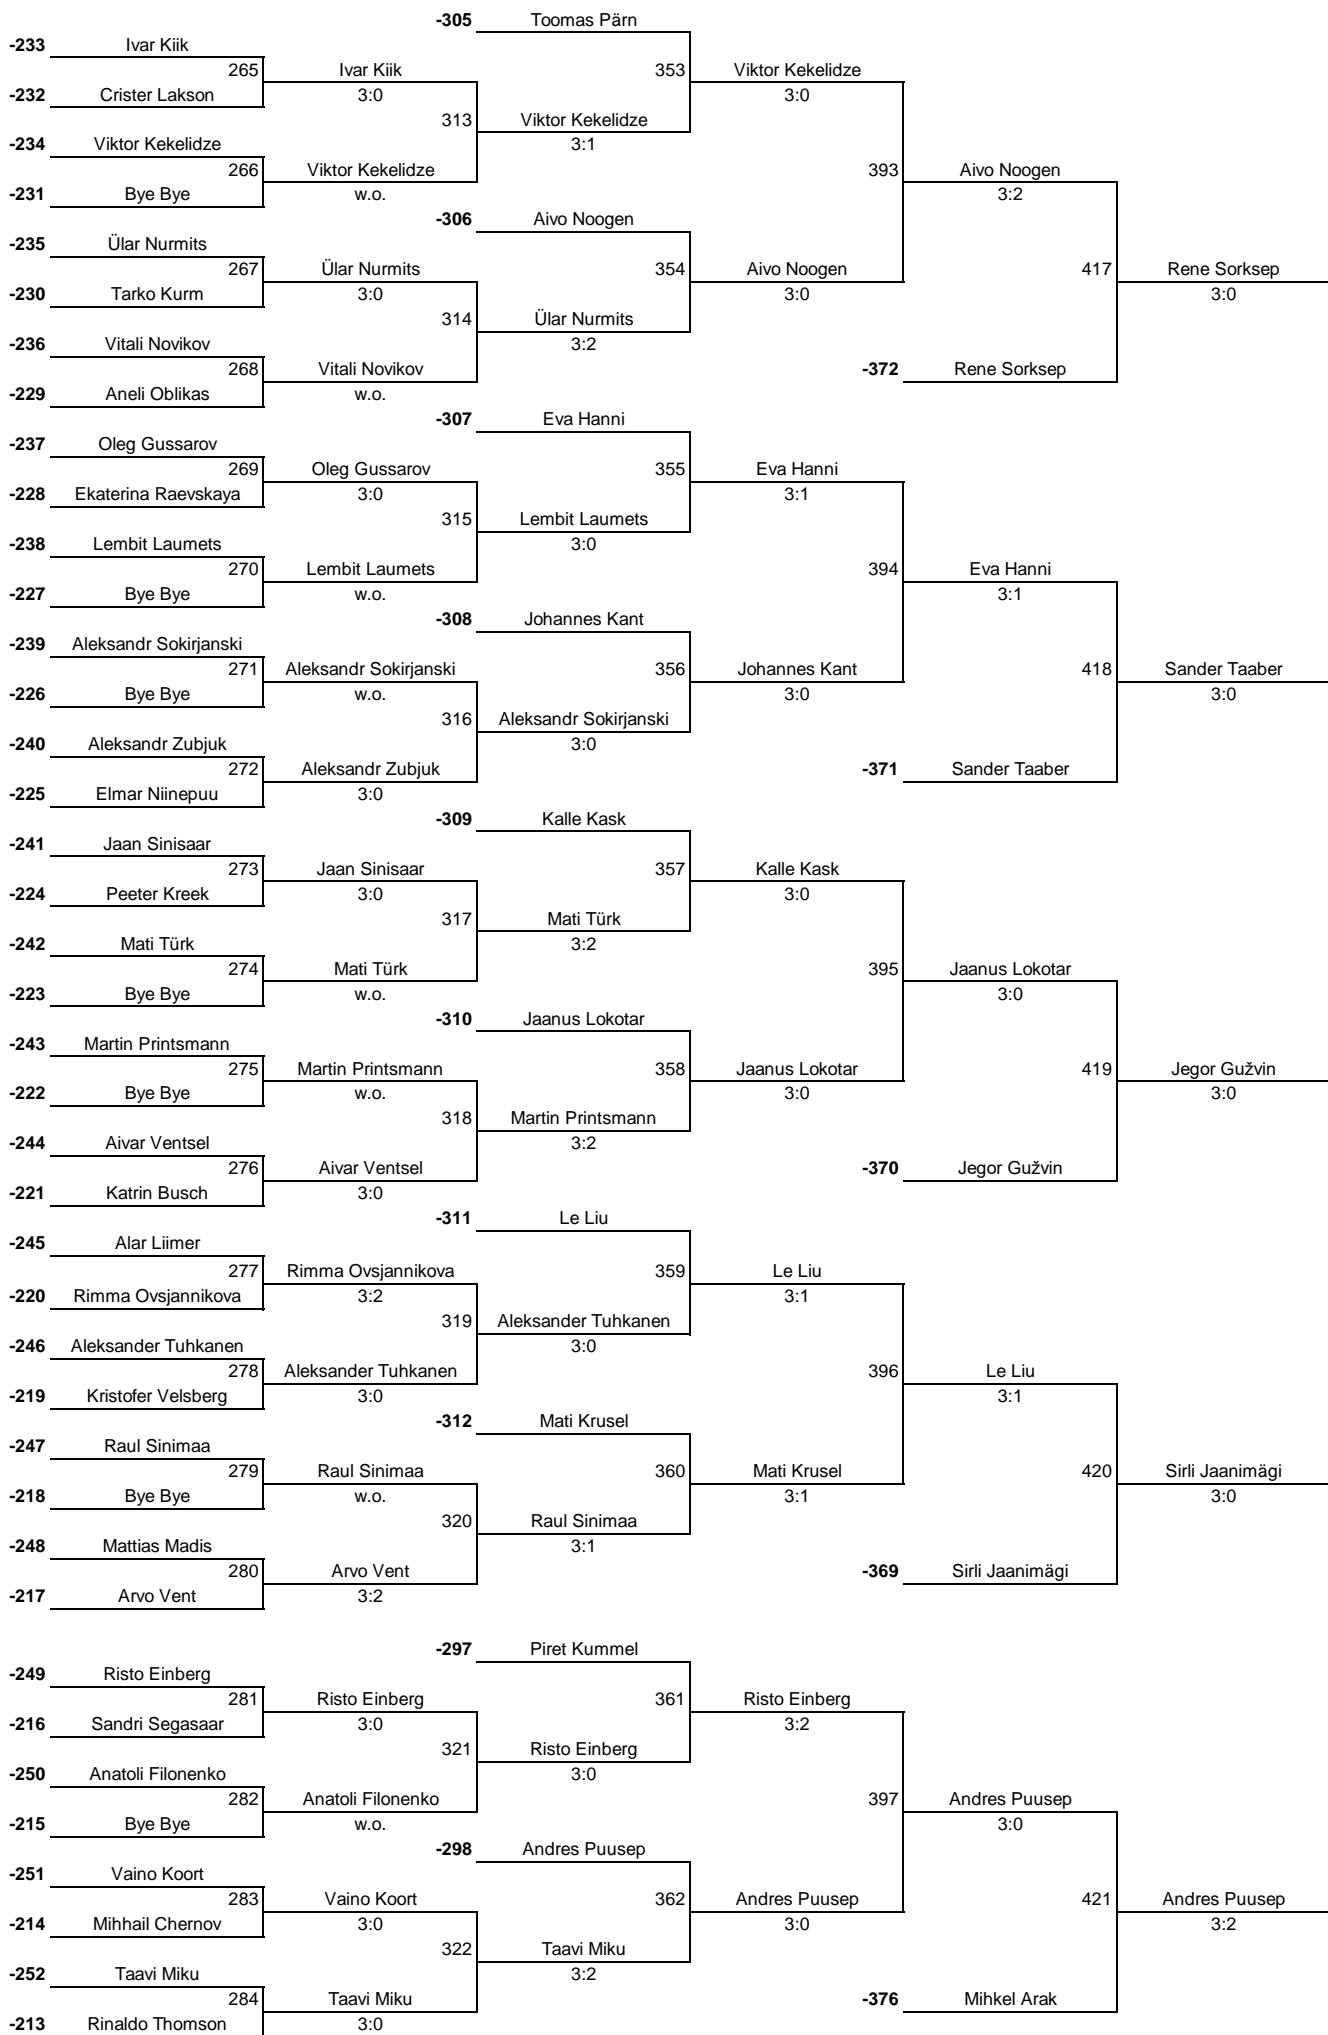 -305 Toomas Pärn
-233 Ivar Kiik
265 Ivar Kiik 353 Viktor Kekelidze
-232 Crister Lakson 3:0 3:0
313 Viktor Kekelidze
-234 Viktor Kekelidze 3:1
266 Viktor Kekelidze 393 Aivo Noogen
-231 Bye Bye w.o. 3:2
-306 Aivo Noogen
-235 Ülar Nurmits
267 Ülar Nurmits 354 Aivo Noogen 417 Rene Sorksep
-230 Tarko Kurm 3:0 3:0 3:0
314 Ülar Nurmits
-236 Vitali Novikov 3:2
268 Vitali Novikov -372 Rene Sorksep
-229 Aneli Oblikas w.o.
-307 Eva Hanni
-237 Oleg Gussarov
269 Oleg Gussarov 355 Eva Hanni
-228 Ekaterina Raevskaya 3:0 3:1
315 Lembit Laumets
-238 Lembit Laumets 3:0
270 Lembit Laumets 394 Eva Hanni
-227 Bye Bye w.o. 3:1
-308 Johannes Kant
-239 Aleksandr Sokirjanski
271 Aleksandr Sokirjanski 356 Johannes Kant 418 Sander Taaber
-226 Bye Bye w.o. 3:0 3:0
316 Aleksandr Sokirjanski
-240 Aleksandr Zubjuk 3:0
272 Aleksandr Zubjuk -371 Sander Taaber
-225 Elmar Niinepuu 3:0
-309 Kalle Kask
-241 Jaan Sinisaar
273 Jaan Sinisaar 357 Kalle Kask
-224 Peeter Kreek 3:0 3:0
317 Mati Türk
-242 Mati Türk 3:2
274 Mati Türk 395 Jaanus Lokotar
-223 Bye Bye w.o. 3:0
-310 Jaanus Lokotar
-243 Martin Printsmann
275 Martin Printsmann 358 Jaanus Lokotar 419 Jegor Gužvin
-222 Bye Bye w.o. 3:0 3:0
318 Martin Printsmann
-244 Aivar Ventsel 3:2
276 Aivar Ventsel -370 Jegor Gužvin
-221 Katrin Busch 3:0
-311 Le Liu
-245 Alar Liimer
277 Rimma Ovsjannikova 359 Le Liu
-220 Rimma Ovsjannikova 3:2 3:1
319 Aleksander Tuhkanen
-246 Aleksander Tuhkanen 3:0
278 Aleksander Tuhkanen 396 Le Liu
-219 Kristofer Velsberg 3:0 3:1
-312 Mati Krusel
-247 Raul Sinimaa
279 Raul Sinimaa 360 Mati Krusel 420 Sirli Jaanimägi
-218 Bye Bye w.o. 3:1 3:0
320 Raul Sinimaa
-248 Mattias Madis 3:1
280 Arvo Vent -369 Sirli Jaanimägi
-217 Arvo Vent 3:2
-297 Piret Kummel
-249 Risto Einberg
281 Risto Einberg 361 Risto Einberg
-216 Sandri Segasaar 3:0 3:2
321 Risto Einberg
-250 Anatoli Filonenko 3:0
282 Anatoli Filonenko 397 Andres Puusep
-215 Bye Bye w.o. 3:0
-298 Andres Puusep
-251 Vaino Koort
283 Vaino Koort 362 Andres Puusep 421 Andres Puusep
-214 Mihhail Chernov 3:0 3:0 3:2
322 Taavi Miku
-252 Taavi Miku 3:2
284 Taavi Miku -376 Mihkel Arak
-213 Rinaldo Thomson 3:0